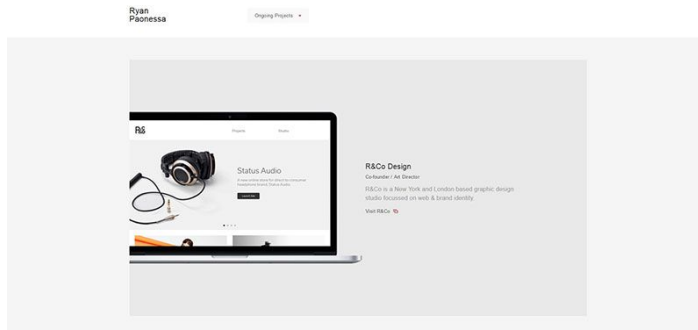 Ryan
Paonessa
Ongoing Projects
R&Co Design
Co-founder / Art Director
R&Co is a New York and London based graphic design
studio focussed on web & brand identity
Visit R&Co
Projects
Studio
Status Audio